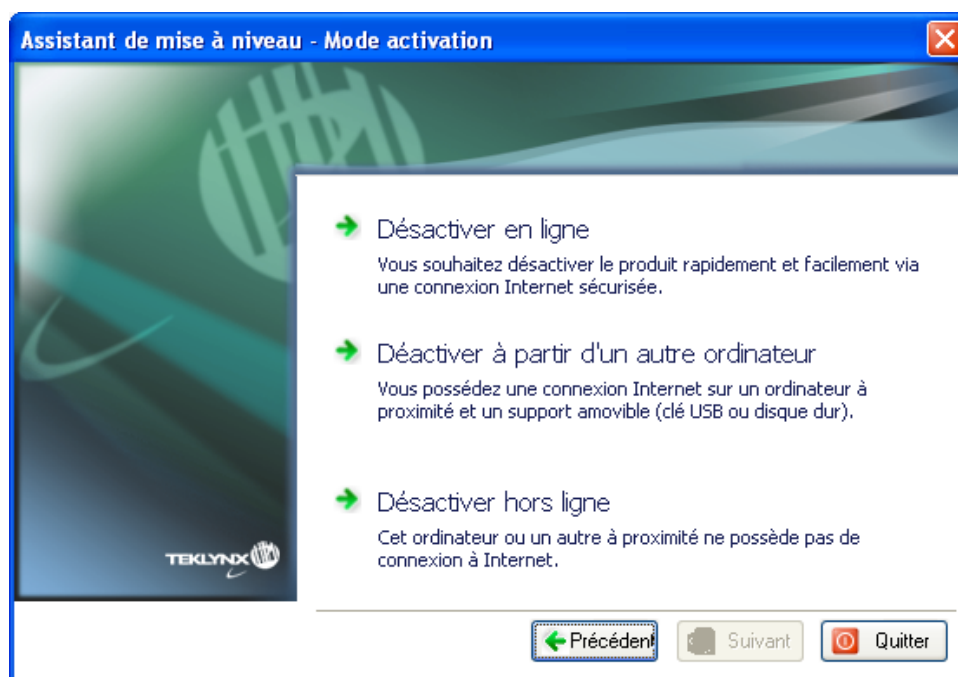 Assistant de mise à niveau - Mode activation
Désactiver en ligne
Vous souhaitez désactiver le produit rapidement et facilement via
une connexion Internet sécurisée.
Déactiver à partir d'un autre ordinateur
Vous possédez une connexion Internet sur un ordinateur à
proximité et un support amovible (clé USB ou disque dur).
Désactiver hors ligne
Cet ordinateur ou un autre à proximité ne possède pas de
connexion à Internet.
TEKLYNX
Précédent
Suivant
Quitter